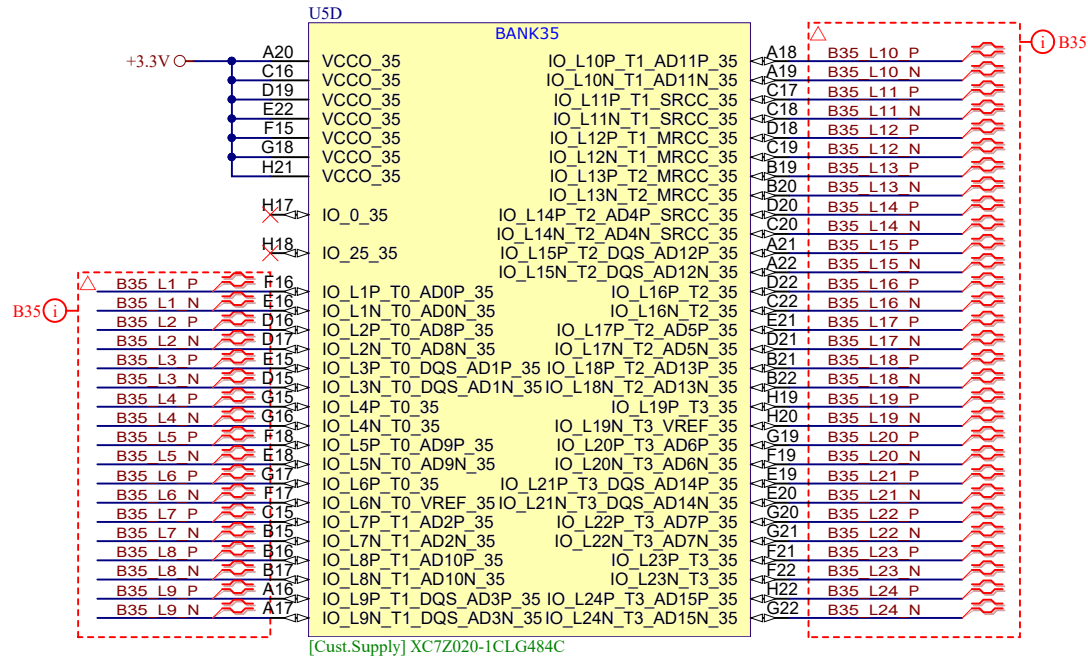 U5D
BANK35
+3.3V A20 VCCO_35 IO_L10P_T1_AD11P_35 A18 B35_L10_P
C16 VCCO_35 IO_L10N_T1_AD11N_35 A19 B35_L10_N
D19 VCCO_35 IO_L11P_T1_SRCC_35 C17 B35_L11_P
E22 VCCO_35 IO_L11N_T1_SRCC_35 C18 B35_L11_N
F15 VCCO_35 IO_L12P_T1_MRCC_35 D18 B35_L12_P
G18 VCCO_35 IO_L12N_T1_MRCC_35 C19 B35_L12_N
H21 VCCO_35 IO_L13P_T2_MRCC_35 B19 B35_L13_P
IO_L13N_T2_MRCC_35 B20 B35_L13_N
H17 IO_0_35 IO_L14P_T2_AD4P_SRCC_35 D20 B35_L14_P
IO_L14N_T2_AD4N_SRCC_35 C20 B35_L14_N
H18 IO_25_35 IO_L15P_T2_DQS_AD12P_35 A21 B35_L15_P
IO_L15N_T2_DQS_AD12N_35 A22 B35_L15_N
B35_L1_P F16 IO_L1P_T0_AD0P_35 IO_L16P_T2_35 D22 B35_L16_P
B35_L1_N E16 IO_L1N_T0_AD0N_35 IO_L16N_T2_35 C22 B35_L16_N
B35_L2_P D16 IO_L2P_T0_AD8P_35 IO_L17P_T2_AD5P_35 E21 B35_L17_P
B35_L2_N D17 IO_L2N_T0_AD8N_35 IO_L17N_T2_AD5N_35 D21 B35_L17_N
B35_L3_P E15 IO_L3P_T0_DQS_AD1P_35 IO_L18P_T2_AD13P_35 B21 B35_L18_P
B35_L3_N D15 IO_L3N_T0_DQS_AD1N_35 IO_L18N_T2_AD13N_35 B22 B35_L18_N
B35_L4_P G15 IO_L4P_T0_35 IO_L19P_T3_35 H19 B35_L19_P
B35_L4_N G16 IO_L4N_T0_35 IO_L19N_T3_VREF_35 H20 B35_L19_N
B35_L5_P F18 IO_L5P_T0_AD9P_35 IO_L20P_T3_AD6P_35 G19 B35_L20_P
B35_L5_N E18 IO_L5N_T0_AD9N_35 IO_L20N_T3_AD6N_35 F19 B35_L20_N
B35_L6_P G17 IO_L6P_T0_35 IO_L21P_T3_DQS_AD14P_35 E19 B35_L21_P
B35_L6_N F17 IO_L6N_T0_VREF_35 IO_L21N_T3_DQS_AD14N_35 E20 B35_L21_N
B35_L7_P C15 IO_L7P_T1_AD2P_35 IO_L22P_T3_AD7P_35 G20 B35_L22_P
B35_L7_N B15 IO_L7N_T1_AD2N_35 IO_L22N_T3_AD7N_35 G21 B35_L22_N
B35_L8_P B16 IO_L8P_T1_AD10P_35 IO_L23P_T3_35 F21 B35_L23_P
B35_L8_N B17 IO_L8N_T1_AD10N_35 IO_L23N_T3_35 F22 B35_L23_N
B35_L9_P A16 IO_L9P_T1_DQS_AD3P_35 IO_L24P_T3_AD15P_35 H22 B35_L24_P
B35_L9_N A17 IO_L9N_T1_DQS_AD3N_35 IO_L24N_T3_AD15N_35 G22 B35_L24_N
B35 i
i B35
[Cust.Supply] XC7Z020-1CLG484C